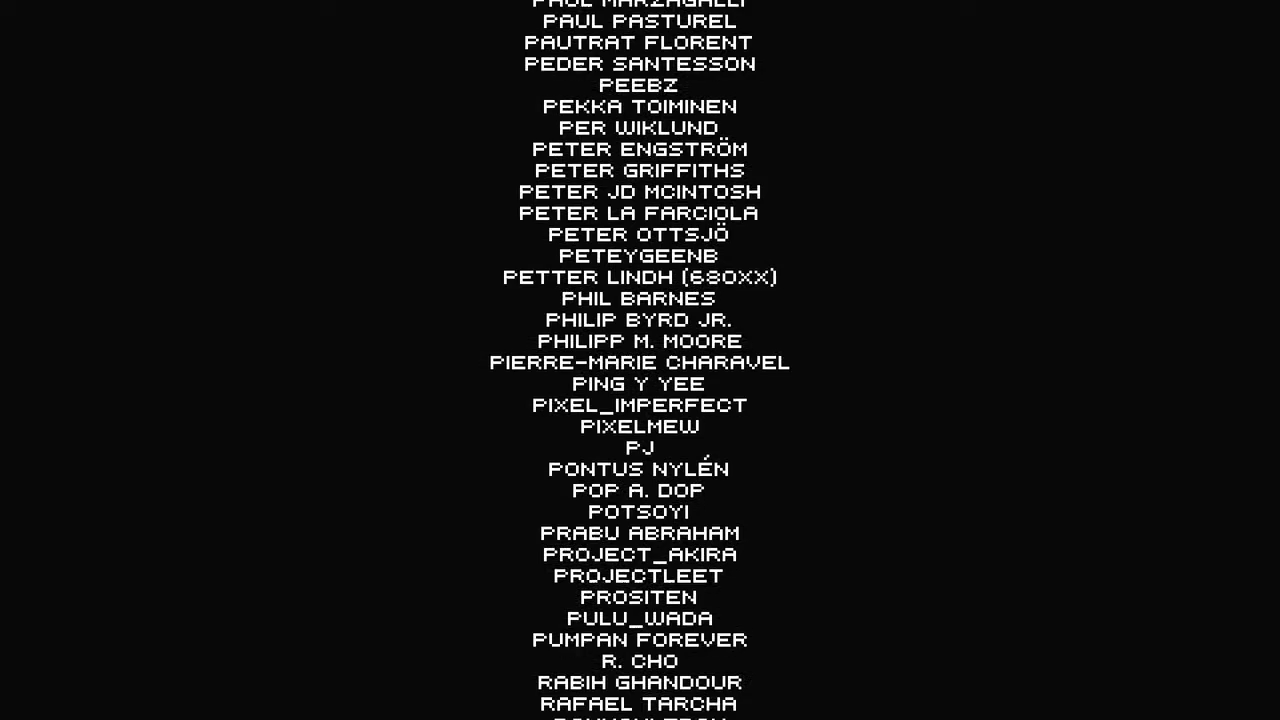 PAUL MARZAGALLI
PAUL PASTUREL
PAUTRAT FLORENT
PEDER SANTESSON
PEEBZ
PEKKA TOIMINEN
PER WIKLUND
PETER ENGSTRÖM
PETER GRIFFITHS
PETER JD MCINTOSH
PETER LA FARCIOLA
PETER OTTSJÖ
PETEYGEENB
PETTER LINDH (680XX)
PHIL BARNES
PHILIP BYRD JR.
PHILIPP M. MOORE
PIERRE-MARIE CHARAVEL
PING Y YEE
PIXEL_IMPERFECT
PIXELMEW
PJ
PONTUS NYLÉN
POP A. DOP
POTSOYI
PRABU ABRAHAM
PROJECT_AKIRA
PROJECTLEET
PROSITEN
PULU_WADA
PUMPAN FOREVER
R. CHO
RABIH GHANDOUR
RAFAEL TARCHA